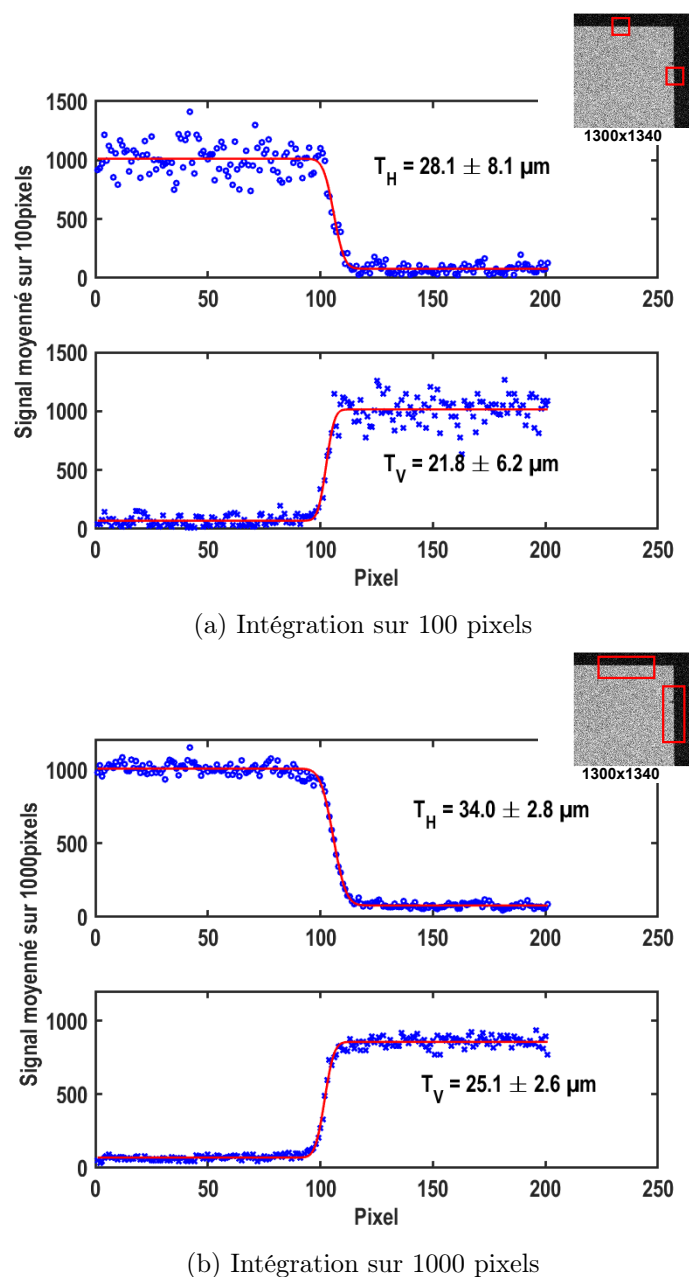 1300x1340
1500
1000
500
0
T_H = 28.1 ± 8.1 µm
0 50 100 150 200 250
Signal moyenné sur 100pixels
1500
1000
500
0
T_V = 21.8 ± 6.2 µm
0 50 100 150 200 250
Pixel
(a) Intégration sur 100 pixels
1300x1340
1000
500
0
T_H = 34.0 ± 2.8 µm
0 50 100 150 200 250
Signal moyenné sur 1000pixels
1000
500
0
T_V = 25.1 ± 2.6 µm
0 50 100 150 200 250
Pixel
(b) Intégration sur 1000 pixels